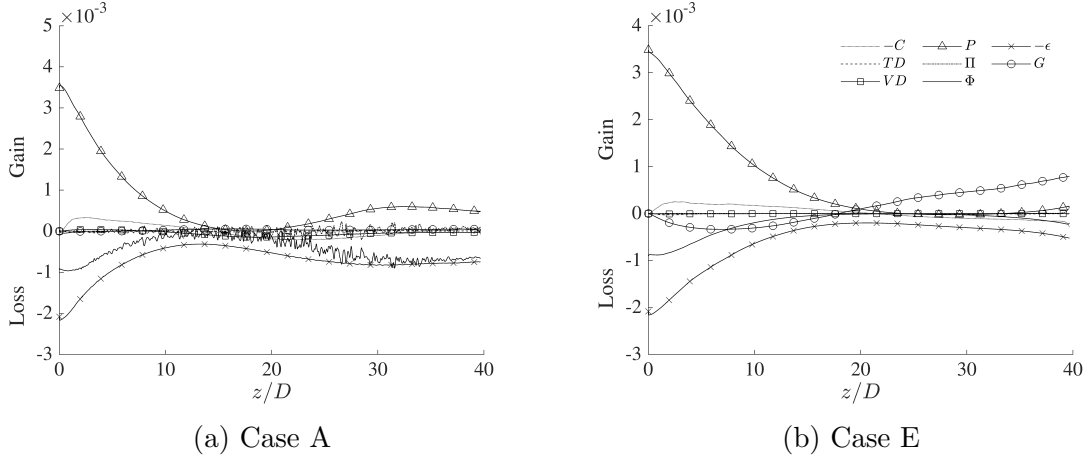 ×10⁻³
5
4
3
2
1
0
-1
-2
-3
Gain
Loss
0 10 20 30 40
z/D
(a) Case A
×10⁻³
4
3
2
1
0
-1
-2
-3
Gain
Loss
−C P −ϵ
TD Π G
VD Φ
0 10 20 30 40
z/D
(b) Case E